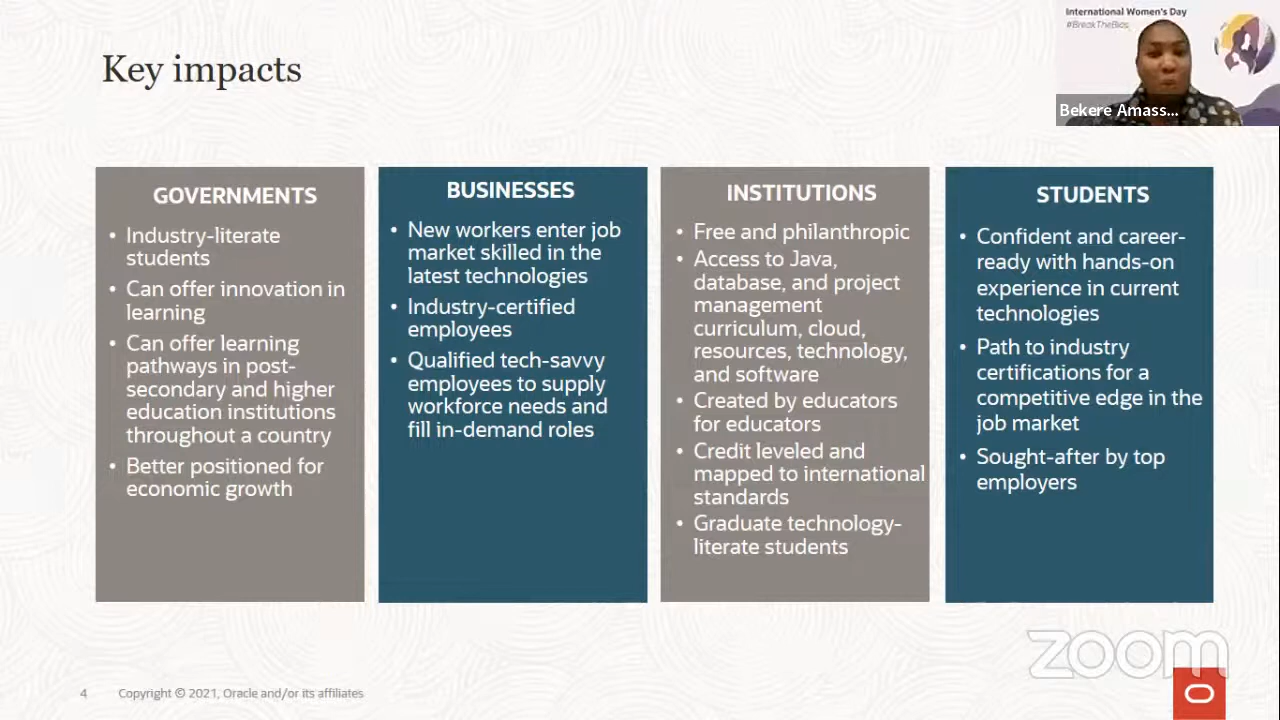 International Women's Day
#BreakTheBias
Bekere Amass...
Key impacts
GOVERNMENTS
• Industry-literate
students
• Can offer innovation in
learning
• Can offer learning
pathways in post-
secondary and higher
education institutions
throughout a country
• Better positioned for
economic growth
BUSINESSES
• New workers enter job
market skilled in the
latest technologies
• Industry-certified
employees
• Qualified tech-savvy
employees to supply
workforce needs and
fill in-demand roles
INSTITUTIONS
• Free and philanthropic
• Access to Java,
database, and project
management
curriculum, cloud,
resources, technology,
and software
• Created by educators
for educators
• Credit leveled and
mapped to international
standards
• Graduate technology-
literate students
STUDENTS
• Confident and career-
ready with hands-on
experience in current
technologies
• Path to industry
certifications for a
competitive edge in the
job market
• Sought-after by top
employers
zoom
4 Copyright © 2021, Oracle and/or its affiliates